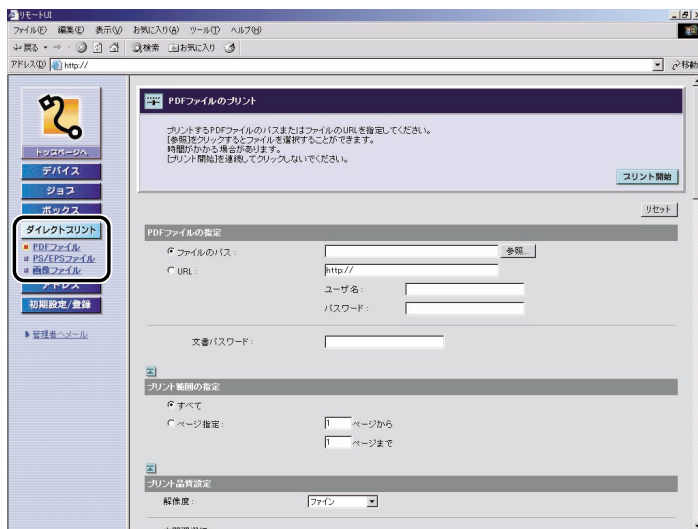 リモートUI
ファイル(F) 編集(E) 表示(V) お気に入り(A) ツール(T) ヘルプ(H)
戻る 検索 お気に入り
アドレス(D) http:// 移動
トップページへ
デバイス
ジョブ
ボックス
ダイレクトプリント
PDFファイル
PS/EPSファイル
画像ファイル
アドレス
初期設定/登録
管理者へメール
PDFファイルのプリント
プリントするPDFファイルのパスまたはファイルのURLを指定してください。
[参照]をクリックするとファイルを選択することができます。
時間がかかる場合があります。
[プリント開始]を連続してクリックしないでください。
プリント開始
リセット
PDFファイルの指定
ファイルのパス: 参照...
URL: http://
ユーザ名:
パスワード:
文書パスワード:
プリント範囲の指定
すべて
ページ指定: 1 ページから
1 ページまで
プリント品質設定
解像度: ファイン